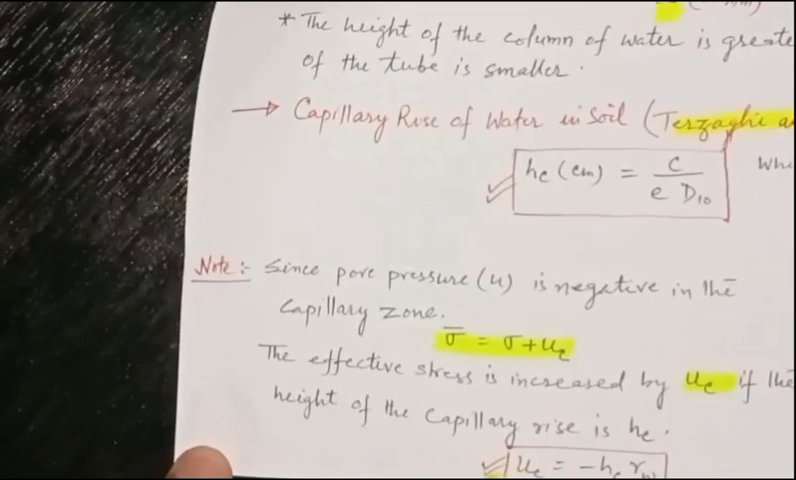 * The height of the column of water is
of the tube is smaller.
→ Capillary Rise of Water in Soil (Terzaghi
hc (cm) = C / e D10
Note:- Since pore pressure (u) is negative in the
Capillary zone.
σ̅ = σ + uc
The effective stress is increased by uc if the
height of the capillary rise is hc.
uc = -hc γw